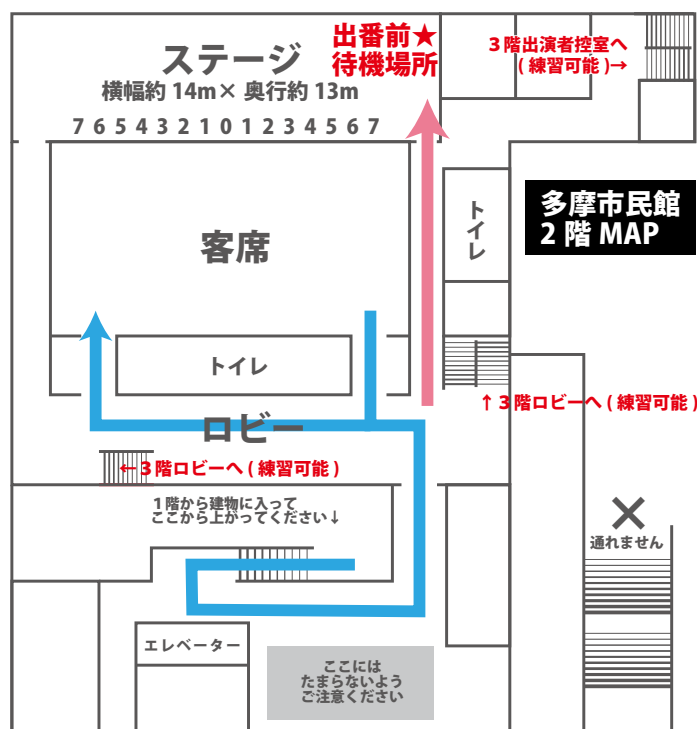 ステージ
横幅約 14m× 奥行約 13m
7 6 5 4 3 2 1 0 1 2 3 4 5 6 7
出番前★
待機場所
3階出演者控室へ
( 練習可能 )→
多摩市民館
2 階 MAP
客席
トイレ
トイレ
↑ 3 階ロビーへ ( 練習可能 )
ロビー
← 3 階ロビーへ ( 練習可能 )
1階から建物に入って
ここから上がってください↓
×
通れません
エレベーター
ここには
たまらないよう
ご注意ください